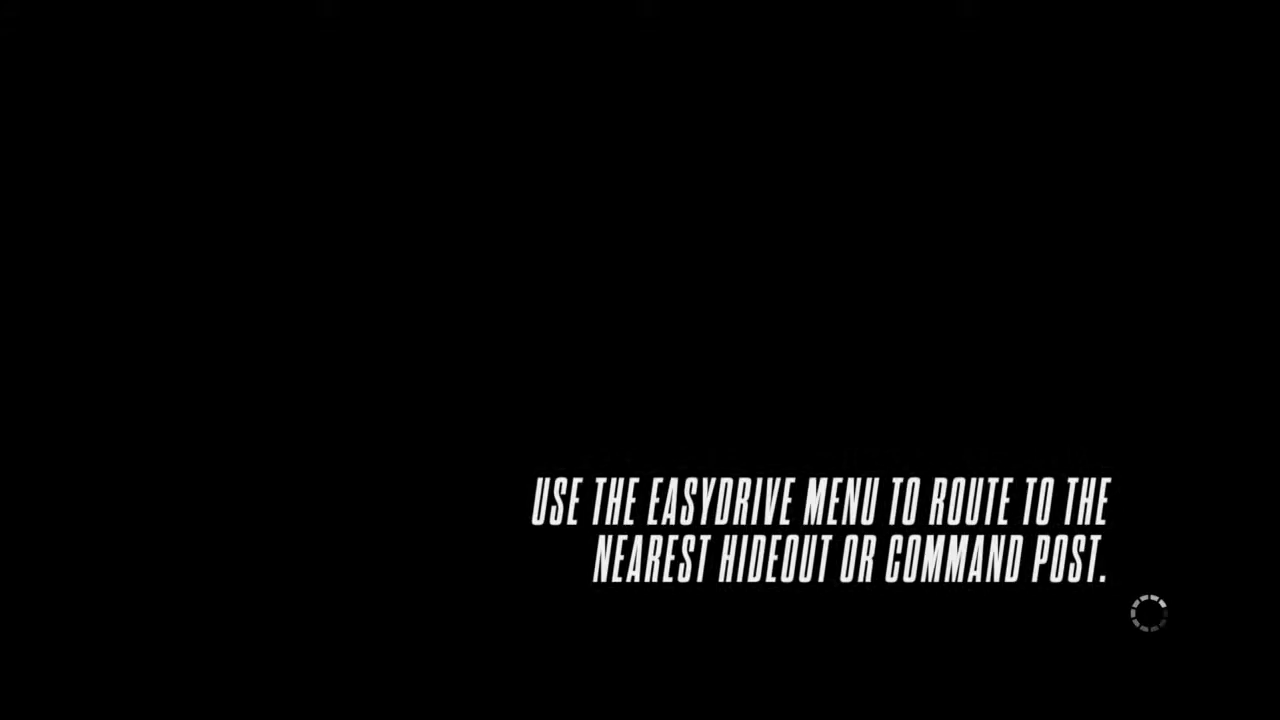 USE THE EASYDRIVE MENU TO ROUTE TO THE
NEAREST HIDEOUT OR COMMAND POST.